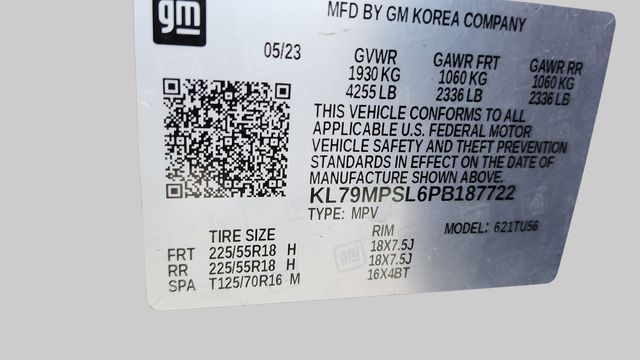 gm
MFD BY GM KOREA COMPANY
05/23 GVWR GAWR FRT GAWR RR
1930 KG 1060 KG 1060 KG
4255 LB 2336 LB 2336 LB
THIS VEHICLE CONFORMS TO ALL
APPLICABLE U.S. FEDERAL MOTOR
VEHICLE SAFETY AND THEFT PREVENTION
STANDARDS IN EFFECT ON THE DATE OF
MANUFACTURE SHOWN ABOVE.
KL79MPSL6PB187722
TYPE: MPV MODEL: 621TU56
TIRE SIZE RIM
FRT 225/55R18 H 18X7.5J
RR 225/55R18 H 18X7.5J
SPA T125/70R16 M 16X4BT